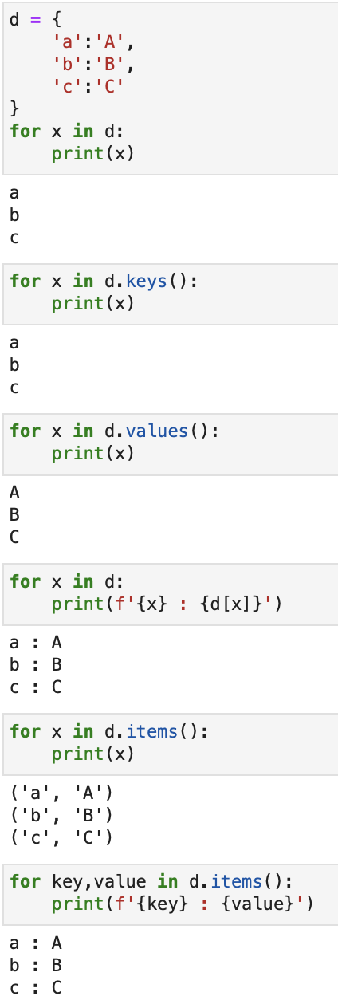 d = {
    'a':'A',
    'b':'B',
    'c':'C'
}
for x in d:
    print(x)
a
b
c
for x in d.keys():
    print(x)
a
b
c
for x in d.values():
    print(x)
A
B
C
for x in d:
    print(f'{x} : {d[x]}')
a : A
b : B
c : C
for x in d.items():
    print(x)
('a', 'A')
('b', 'B')
('c', 'C')
for key,value in d.items():
    print(f'{key} : {value}')
a : A
b : B
c : C